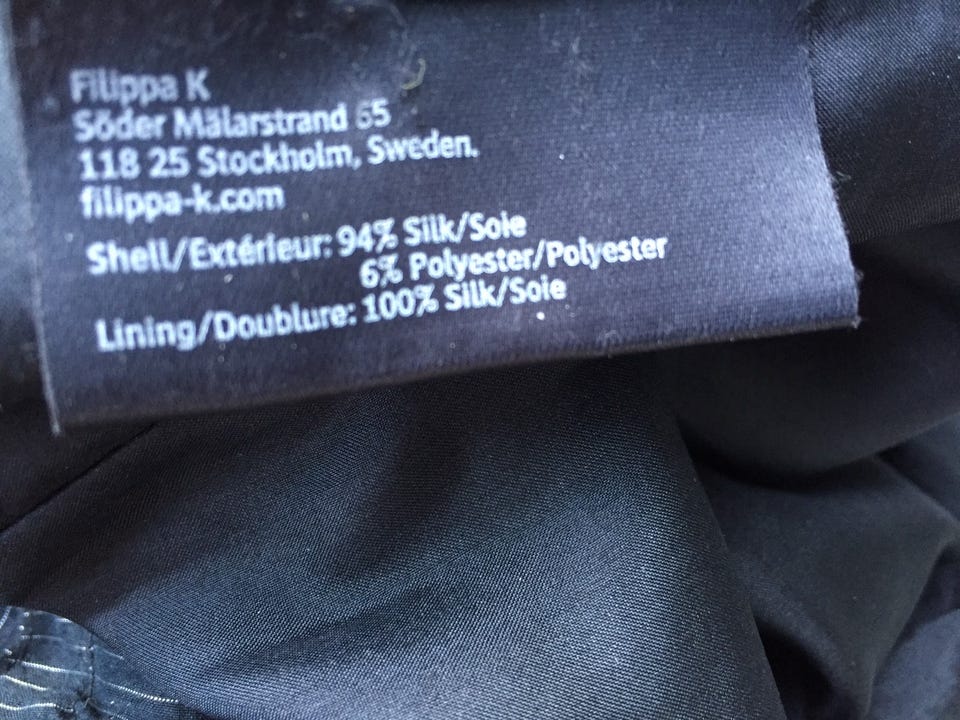 Filippa K
Söder Mälarstrand 65
118 25 Stockholm, Sweden.
filippa-k.com
Shell/Extérieur: 94% Silk/Soie
6% Polyester/Polyester
Lining/Doublure: 100% Silk/Soie